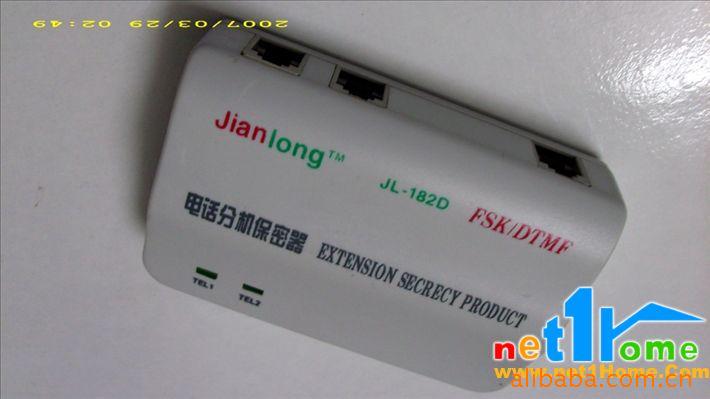 2007/03/29 02:49
Jianlong™
JL-182D
FSK/DTMF
电话分机保密器 EXTENSION SECRECY PRODUCT
TEL1 TEL2
net1Home
www.net1Home.Com
alibaba.com.cn